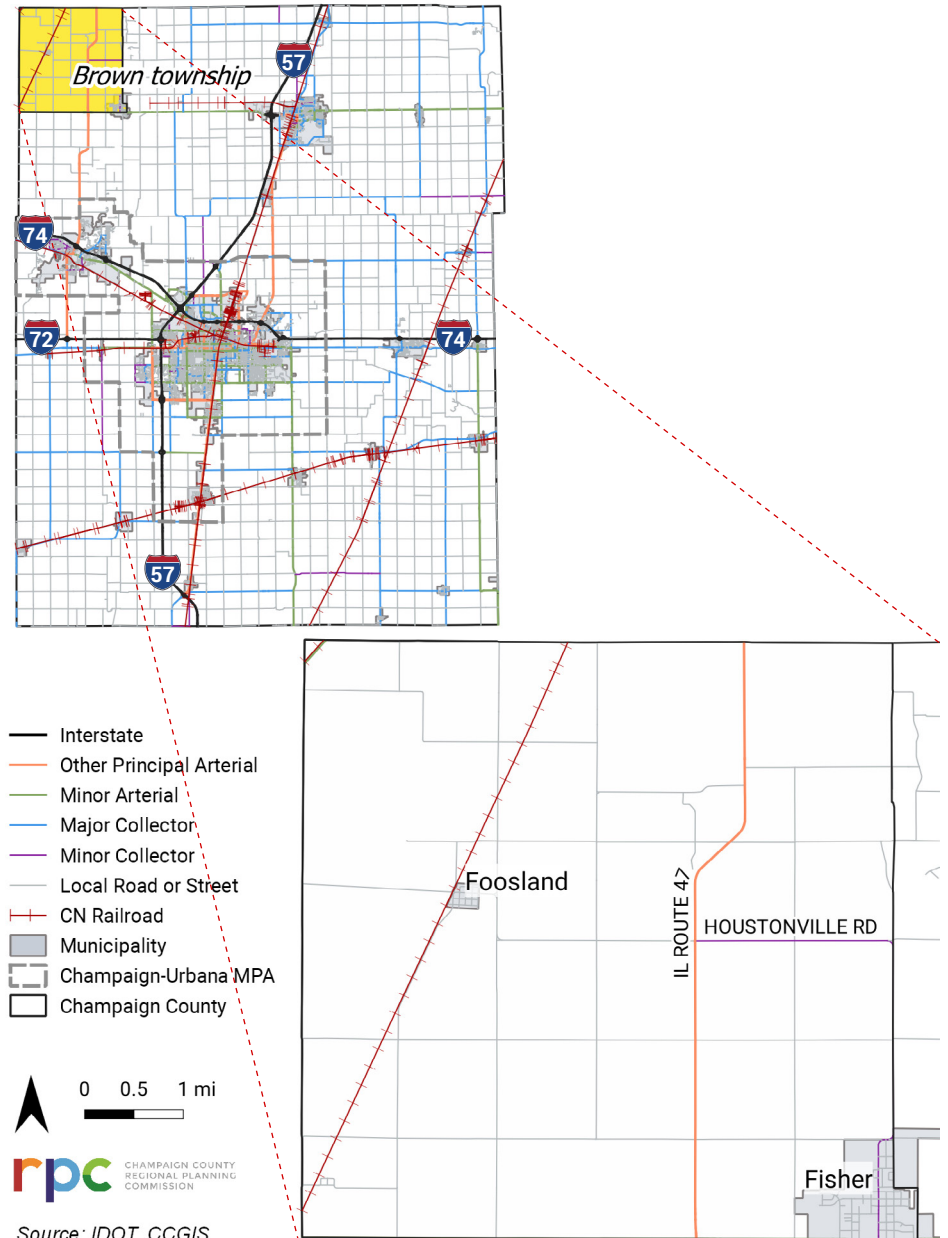 57
Brown township
74
72
74
57
Interstate
Other Principal Arterial
Minor Arterial
Major Collector
Minor Collector
Local Road or Street
CN Railroad
Municipality
Champaign-Urbana MPA
Champaign County
0 0.5 1 mi
rpc
CHAMPAIGN COUNTY
REGIONAL PLANNING
COMMISSION
Source: IDOT, CCGIS
Foosland
IL ROUTE 47
HOUSTONVILLE RD
Fisher